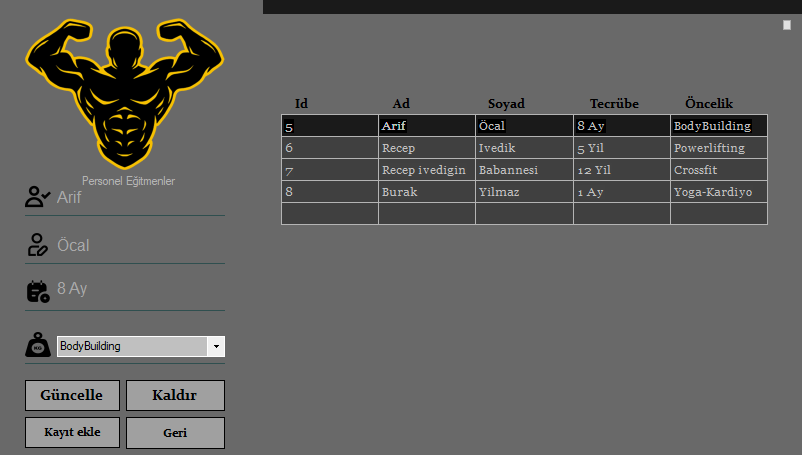 Personel Eğitmenler
Arif
Öcal
8 Ay
KG
BodyBuilding
Güncelle Kaldır
Kayıt ekle Geri
Id Ad Soyad Tecrübe Öncelik
5 Arif Öcal 8 Ay BodyBuilding
6 Recep Ivedik 5 Yil Powerlifting
7 Recep ivedigin Babannesi 12 Yil Crossfit
8 Burak Yilmaz 1 Ay Yoga-Kardiyo